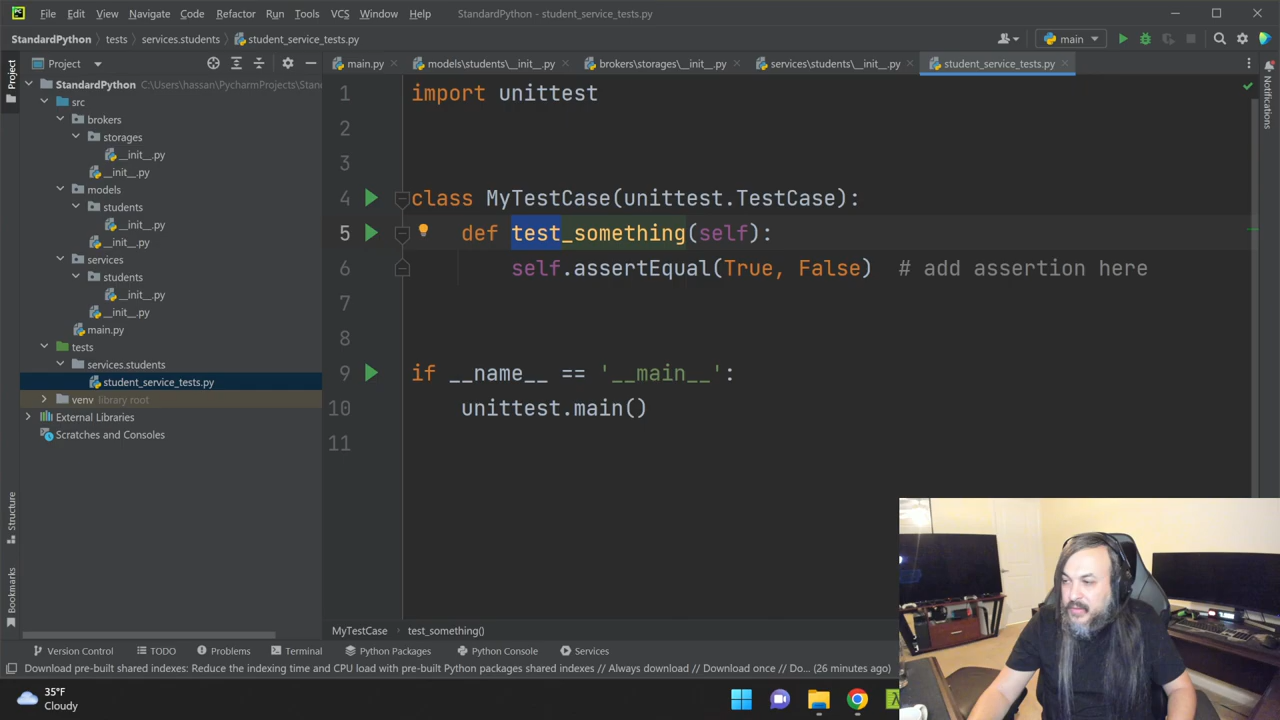 File Edit View Navigate Code Refactor Run Tools VCS Window Help StandardPython - student_service_tests.py
StandardPython tests services.students student_service_tests.py main
Project
main.py models\students\__init__.py brokers\storages\__init__.py services\students\__init__.py student_service_tests.py
Project
StandardPython C:\Users\hassan\PycharmProjects\Stan
src
brokers
storages
__init__.py
__init__.py
models
students
__init__.py
__init__.py
services
students
__init__.py
__init__.py
main.py
tests
services.students
student_service_tests.py
venv library root
External Libraries
Scratches and Consoles
1 import unittest
2
3
4 class MyTestCase(unittest.TestCase):
5 def test_something(self):
6 self.assertEqual(True, False) # add assertion here
7
8
9 if __name__ == '__main__':
10 unittest.main()
11
Notifications
Structure
Bookmarks
MyTestCase test_something()
Version Control TODO Problems Terminal Python Packages Python Console Services
Download pre-built shared indexes: Reduce the indexing time and CPU load with pre-built Python packages shared indexes // Always download // Download once // Do... (26 minutes ago)
35°F
Cloudy